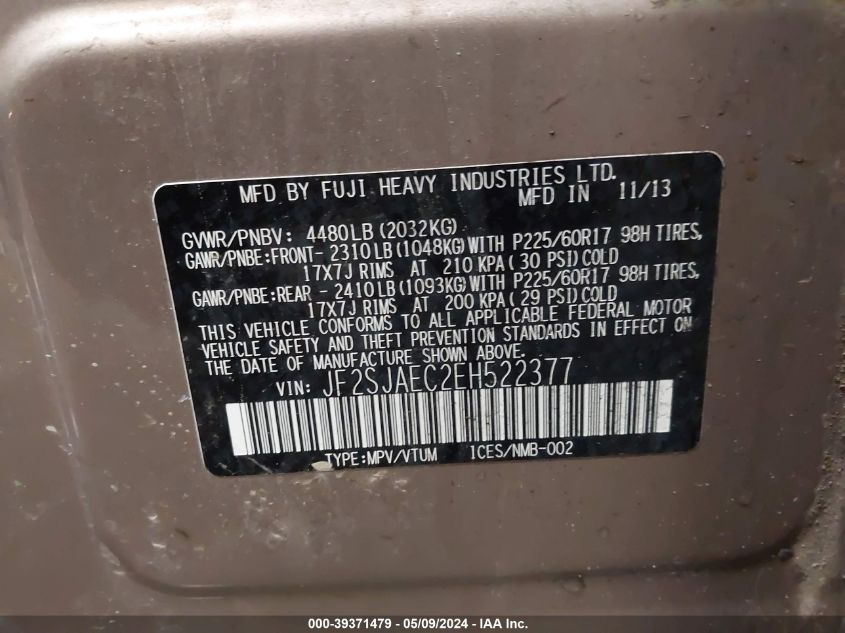 MFD BY FUJI HEAVY INDUSTRIES LTD.
MFD IN 11/13
GVWR/PNBV: 4480LB(2032KG)
GAWR/PNBE:FRONT- 2310LB(1048KG)WITH P225/60R17 98H TIRES,
17X7J RIMS AT 210 KPA( 30 PSI)COLD
GAWR/PNBE:REAR - 2410LB(1093KG)WITH P225/60R17 98H TIRES,
17X7J RIMS AT 200 KPA( 29 PSI)COLD
THIS VEHICLE CONFORMS TO ALL APPLICABLE FEDERAL MOTOR
VEHICLE SAFETY AND THEFT PREVENTION STANDARDS IN EFFECT ON
THE DATE OF MANUFACTURE SHOWN ABOVE.
VIN: JF2SJAEC2EH522377
TYPE:MPV/VTUM ICES/NMB-002
000-39371479 - 05/09/2024 - IAA Inc.